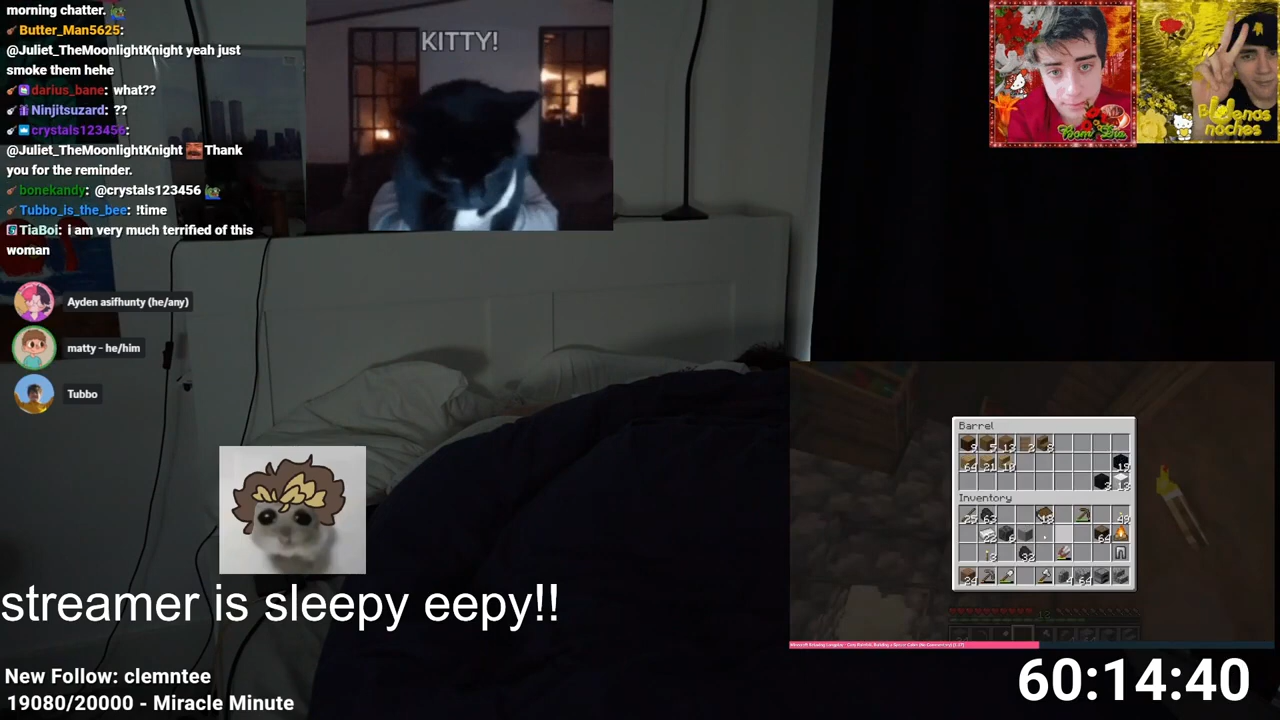 morning chatter.
Butter_Man5625:
@Juliet_TheMoonlightKnight yeah just
smoke them hehe
darius_bane: what??
Ninjitsuzard: ??
crystals123456:
@Juliet_TheMoonlightKnight Thank
you for the reminder.
bonekandy: @crystals123456
Tubbo_is_the_bee: !time
TiaBoi: i am very much terrified of this
woman
KITTY!
Buenas
noches
Ayden asifhunty (he/any)
matty - he/him
Tubbo
Barrel
Inventory
streamer is sleepy eepy!!
New Follow: clemntee
19080/20000 - Miracle Minute
60:14:40